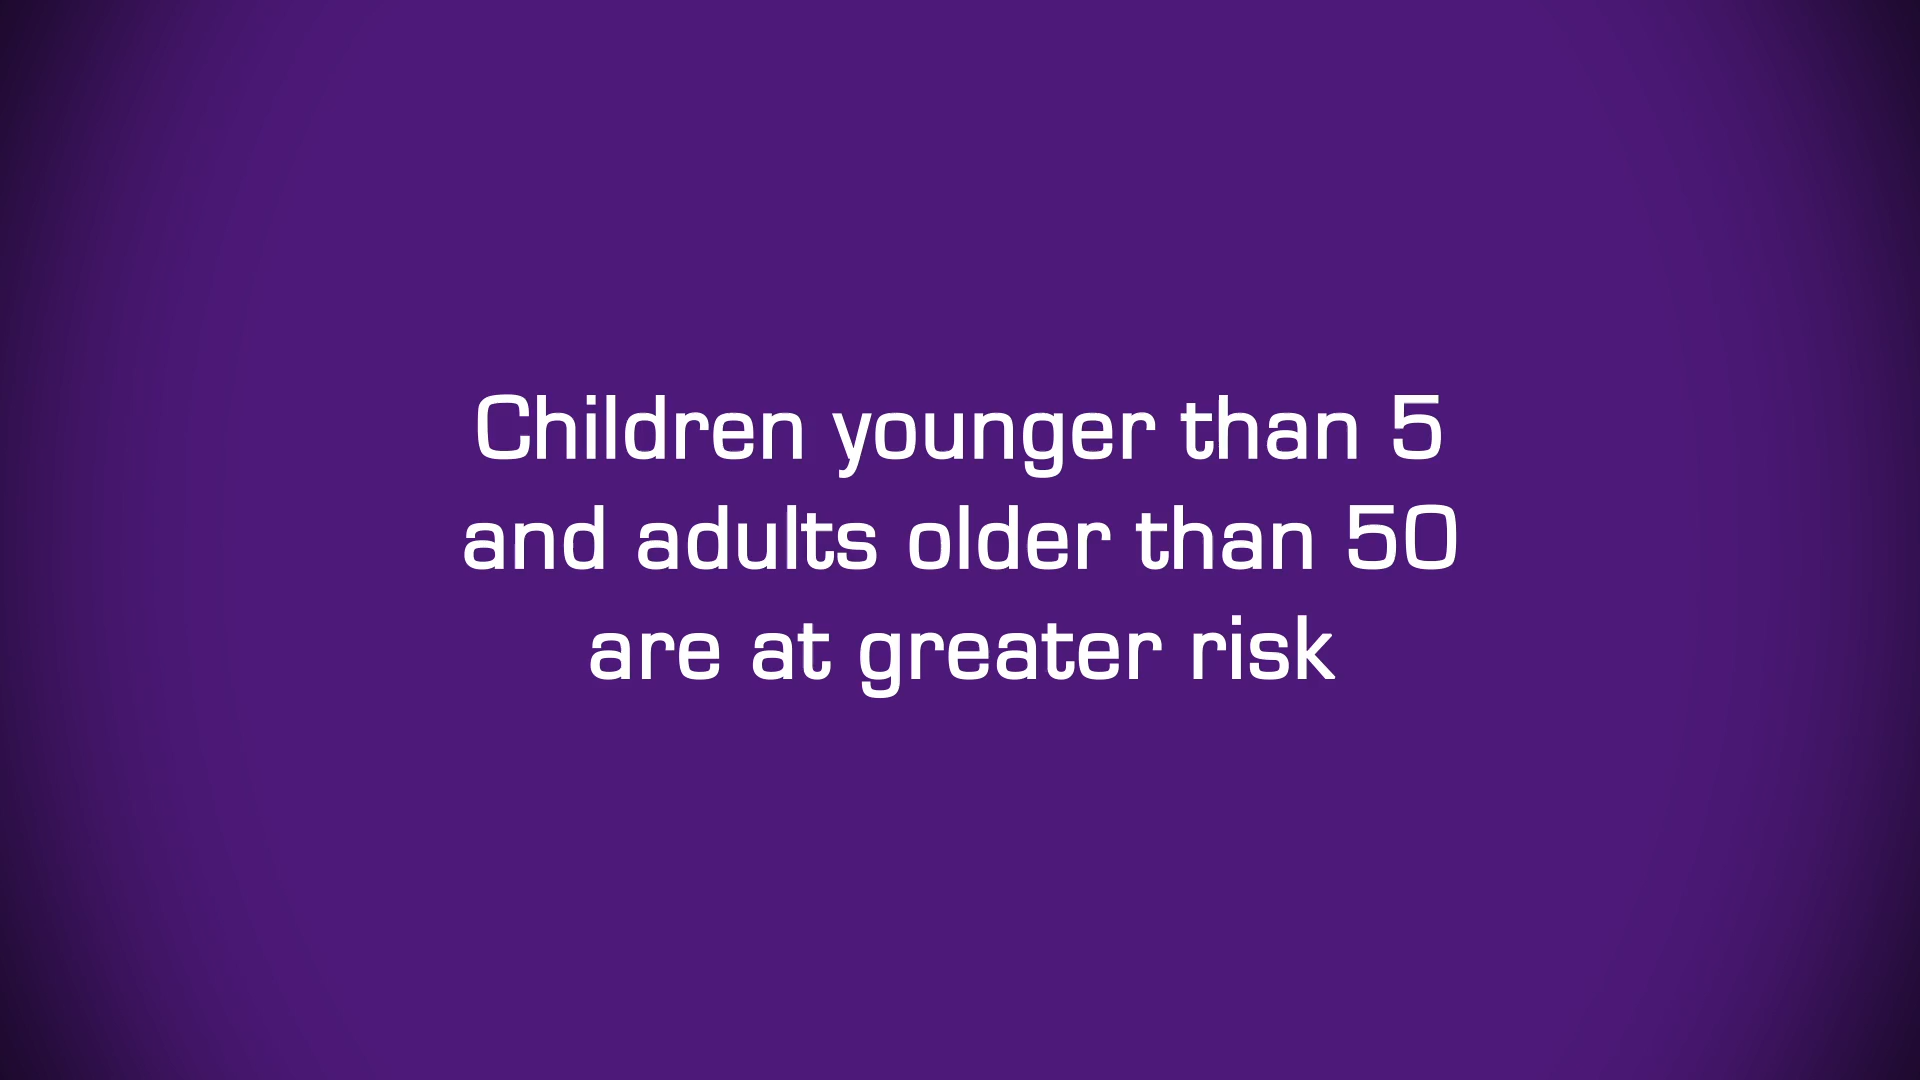 Children younger than 5
and adults older than 50
are at greater risk